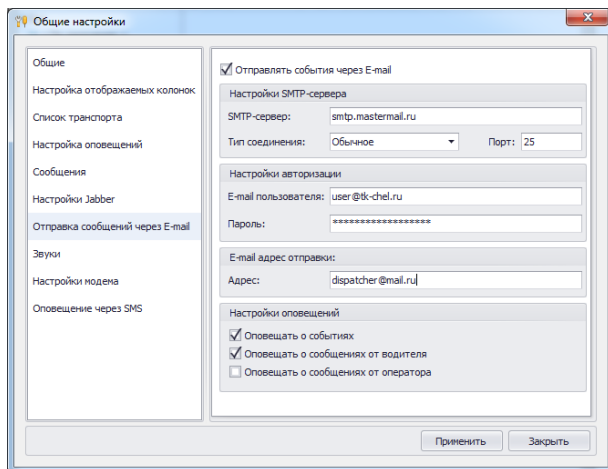 Общие настройки
Общие
Настройка отображаемых колонок
Список транспорта
Настройка оповещений
Сообщения
Настройки Jabber
Отправка сообщений через E-mail
Звуки
Настройки модема
Оповещение через SMS
Отправлять события через E-mail
Настройки SMTP-сервера
SMTP-сервер: smtp.mastermail.ru
Тип соединения: Обычное Порт: 25
Настройки авторизации
E-mail пользователя: user@tk-chel.ru
Пароль: ******************
E-mail адрес отправки:
Адрес: dispatcher@mail.ru
Настройки оповещений
Оповещать о событиях
Оповещать о сообщениях от водителя
Оповещать о сообщениях от оператора
Применить Закрыть